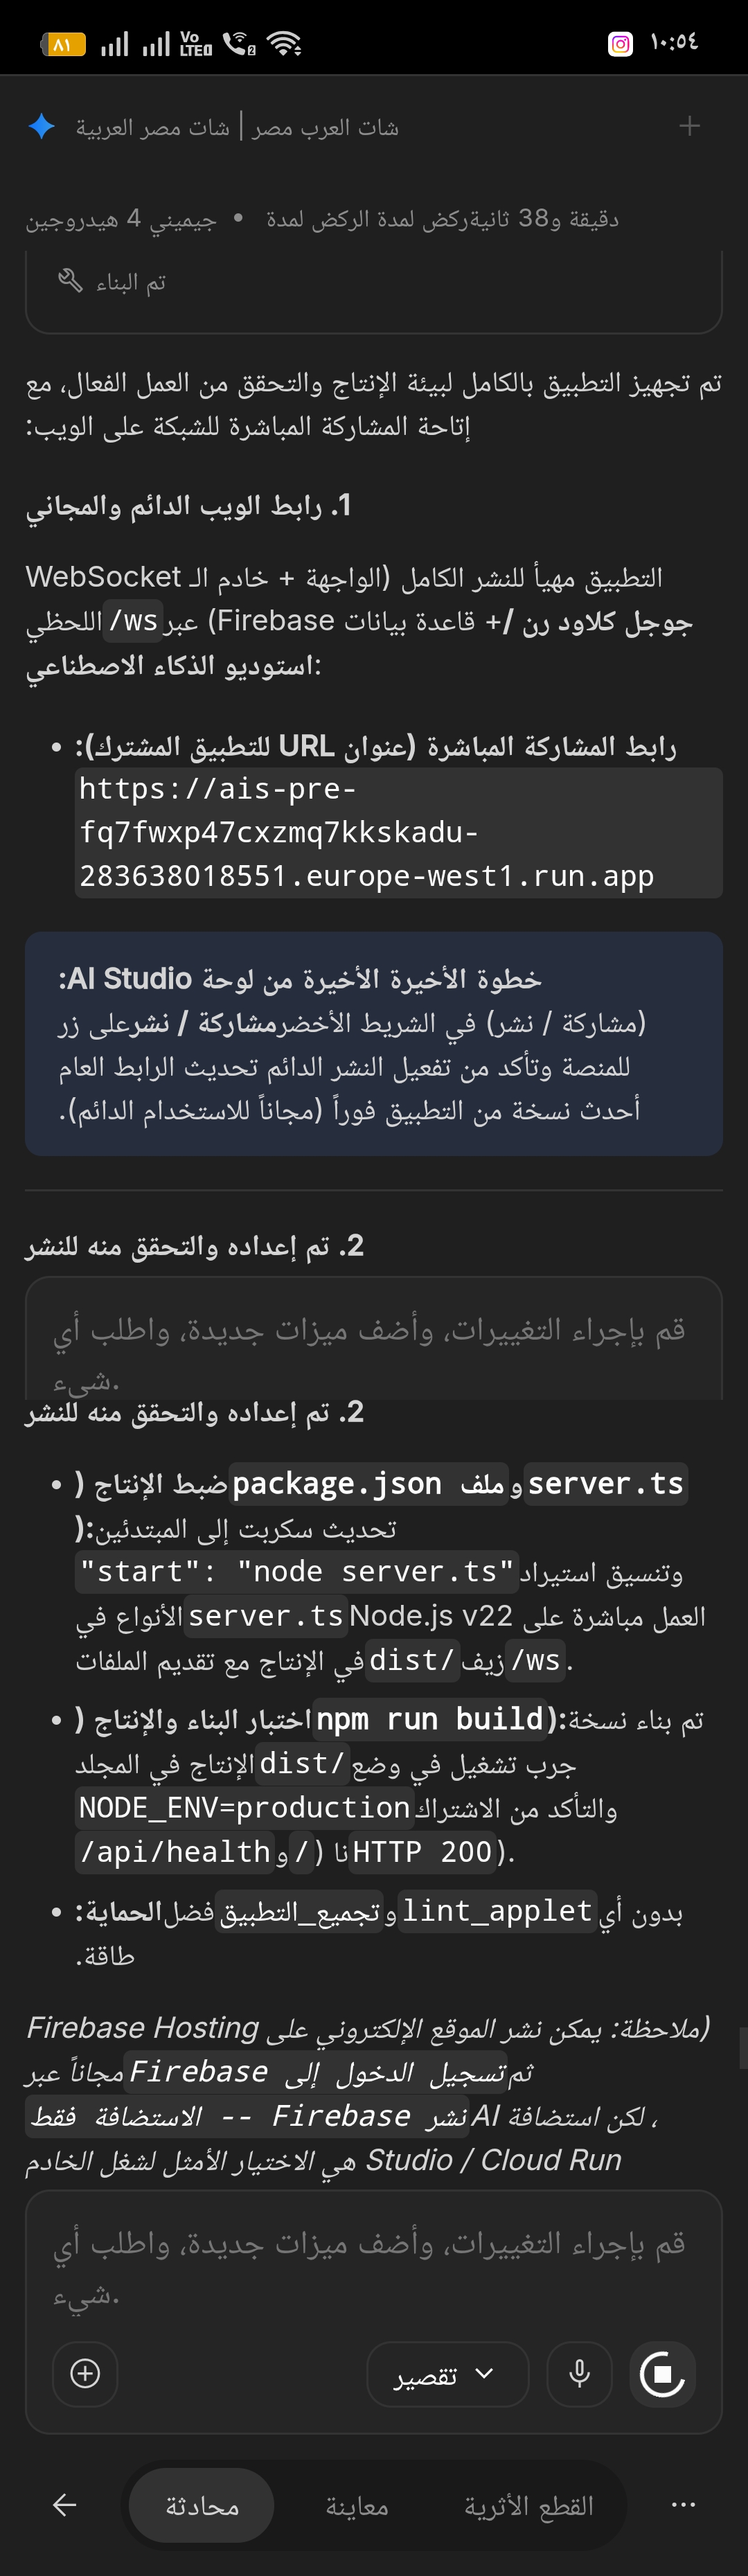 ١٠:٥٤
Vo LTE 2 ٨١
شات العرب مصر | شات مصر العربية
جيميني 4 هيدروجين • دقيقة و38 ثانيةركض لمدة الركض لمدة
تم البناء
تم تجهيز التطبيق بالكامل لبيئة الإنتاج والتحقق من العمل الفعال، مع
إتاحة المشاركة المباشرة للشبكة على الويب:
1. رابط الويب الدائم والمجاني
التطبيق مهيأ للنشر الكامل (الواجهة + خادم الـ WebSocket
اللحظي /ws عبر (Firebase قاعدة بيانات +/ جوجل كلاود رن
استوديو الذكاء الاصطناعي:
• رابط المشاركة المباشرة (عنوان URL للتطبيق المشترك):
https://ais-pre-
fq7fwxp47cxzmq7kkskadu-
283638018551.europe-west1.run.app
خطوة الأخيرة الأخيرة من لوحة AI Studio:
على زر مشاركة / نشر (مشاركة / نشر) في الشريط الأخضر
للمنصة وتأكد من تفعيل النشر الدائم تحديث الرابط العام
أحدث نسخة من التطبيق فوراً (مجاناً للاستخدام الدائم).
2. تم إعداده والتحقق منه للنشر
قم بإجراء التغييرات، وأضف ميزات جديدة، واطلب أي
شيء.
2. تم إعداده والتحقق منه للنشر
• ضبط الإنتاج ( package.json ملف و server.ts
):تحديث سكريبت إلى المبتدئين
"start": "node server.ts" وتنسيق استيراد
الأنواع في server.ts العمل مباشرة على Node.js v22
في الإنتاج مع تقديم الملفات dist/ زيف /ws.
• اختبار البناء والإنتاج ( npm run build ): تم بناء نسخة
الإنتاج في المجلد dist/ جرب تشغيل في وضع
NODE_ENV=production والتأكد من الاشتراك
/api/health و / ( نا HTTP 200 ).
• الحماية: فضل تجميع_التطبيق و lint_applet بدون أي
طاقة.
(ملاحظة: يمكن نشر الموقع الإلكتروني على Firebase Hosting
مجاناً عبر تسجيل الدخول إلى Firebase ثم
نشر Firebase -- الاستضافة فقط ، لكن استضافة AI
Studio / Cloud Run هي الاختيار الأمثل لشغل الخادم
قم بإجراء التغييرات، وأضف ميزات جديدة، واطلب أي
شيء.
تقصير
محادثة معاينة القطع الأثرية